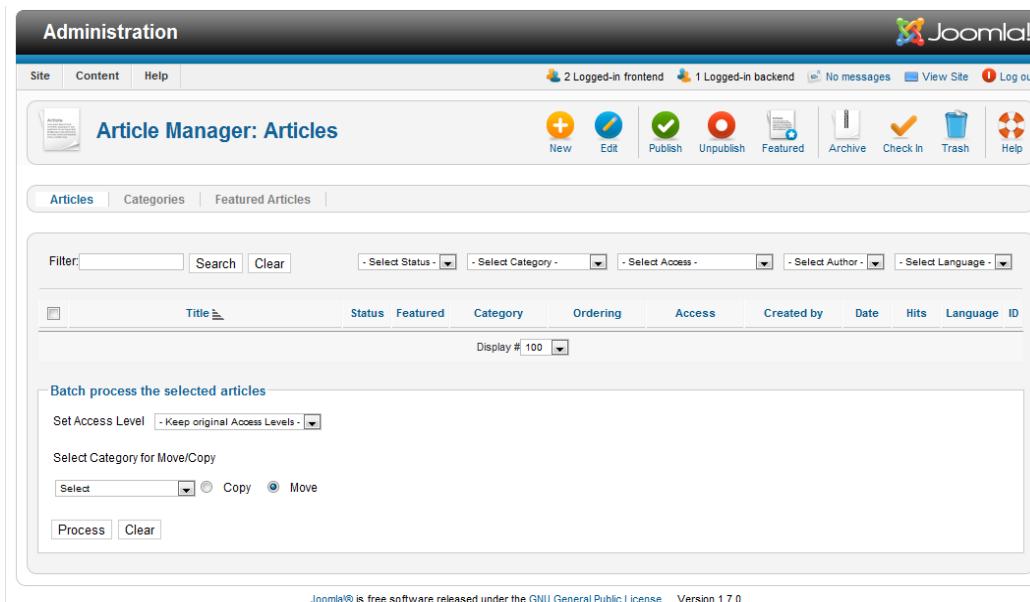 Administration
Joomla!
Site Content Help
2 Logged-in frontend 1 Logged-in backend No messages View Site Log ou
Article Manager: Articles
New Edit Publish Unpublish Featured Archive Check In Trash Help
Articles Categories Featured Articles
Filter: Search Clear - Select Status - - Select Category - - Select Access - - Select Author - - Select Language -
Title Status Featured Category Ordering Access Created by Date Hits Language ID
Display # 100
Batch process the selected articles
Set Access Level - Keep original Access Levels -
Select Category for Move/Copy
Select Copy Move
Process Clear
Joomla!® is free software released under the GNU General Public License. Version 1.7.0